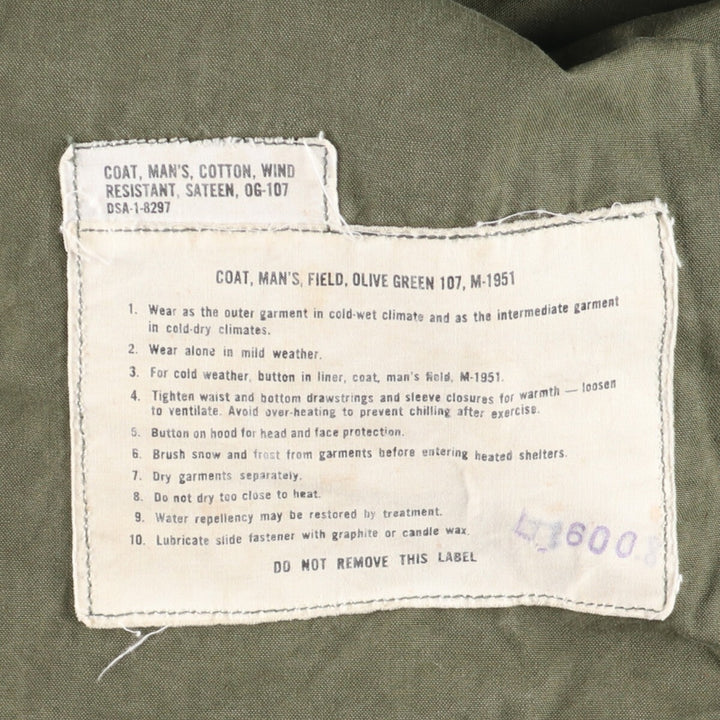 COAT, MAN'S, COTTON, WIND
RESISTANT, SATEEN, OG-107
DSA-1-8297
COAT, MAN'S, FIELD, OLIVE GREEN 107, M-1951
1. Wear as the outer garment in cold-wet climate and as the intermediate garment
in cold-dry climates.
2. Wear alone in mild weather.
3. For cold weather, button in liner, coat, man's field, M-1951.
4. Tighten waist and bottom drawstrings and sleeve closures for warmth — loosen
to ventilate. Avoid over-heating to prevent chilling after exercise.
5. Button on hood for head and face protection.
6. Brush snow and frost from garments before entering heated shelters.
7. Dry garments separately.
8. Do not dry too close to heat.
9. Water repellency may be restored by treatment.
10. Lubricate slide fastener with graphite or candle wax.
DO NOT REMOVE THIS LABEL